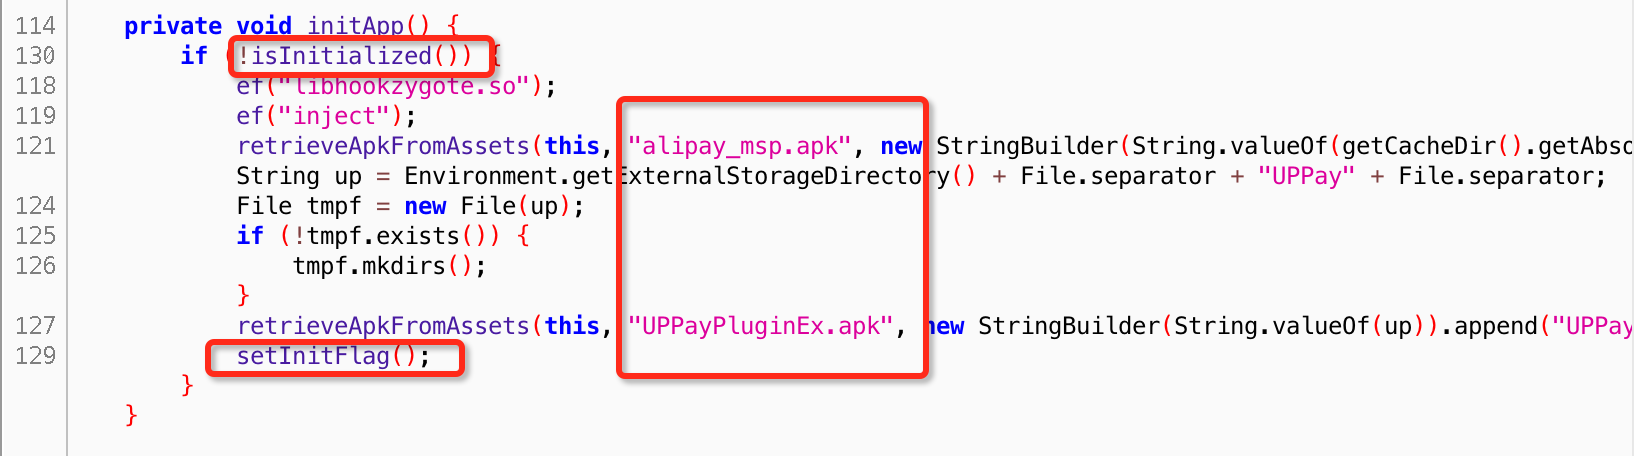 114 private void initApp() {
130 if (!isInitialized()) {
118 ef("libhookzygote.so");
119 ef("inject");
121 retrieveApkFromAssets(this, "alipay_msp.apk", new StringBuilder(String.valueOf(getCacheDir().getAbso
String up = Environment.getExternalStorageDirectory() + File.separator + "UPPay" + File.separator;
124 File tmpf = new File(up);
125 if (!tmpf.exists()) {
126 tmpf.mkdirs();
}
127 retrieveApkFromAssets(this, "UPPayPluginEx.apk", new StringBuilder(String.valueOf(up)).append("UPPay
129 setInitFlag();
}
}